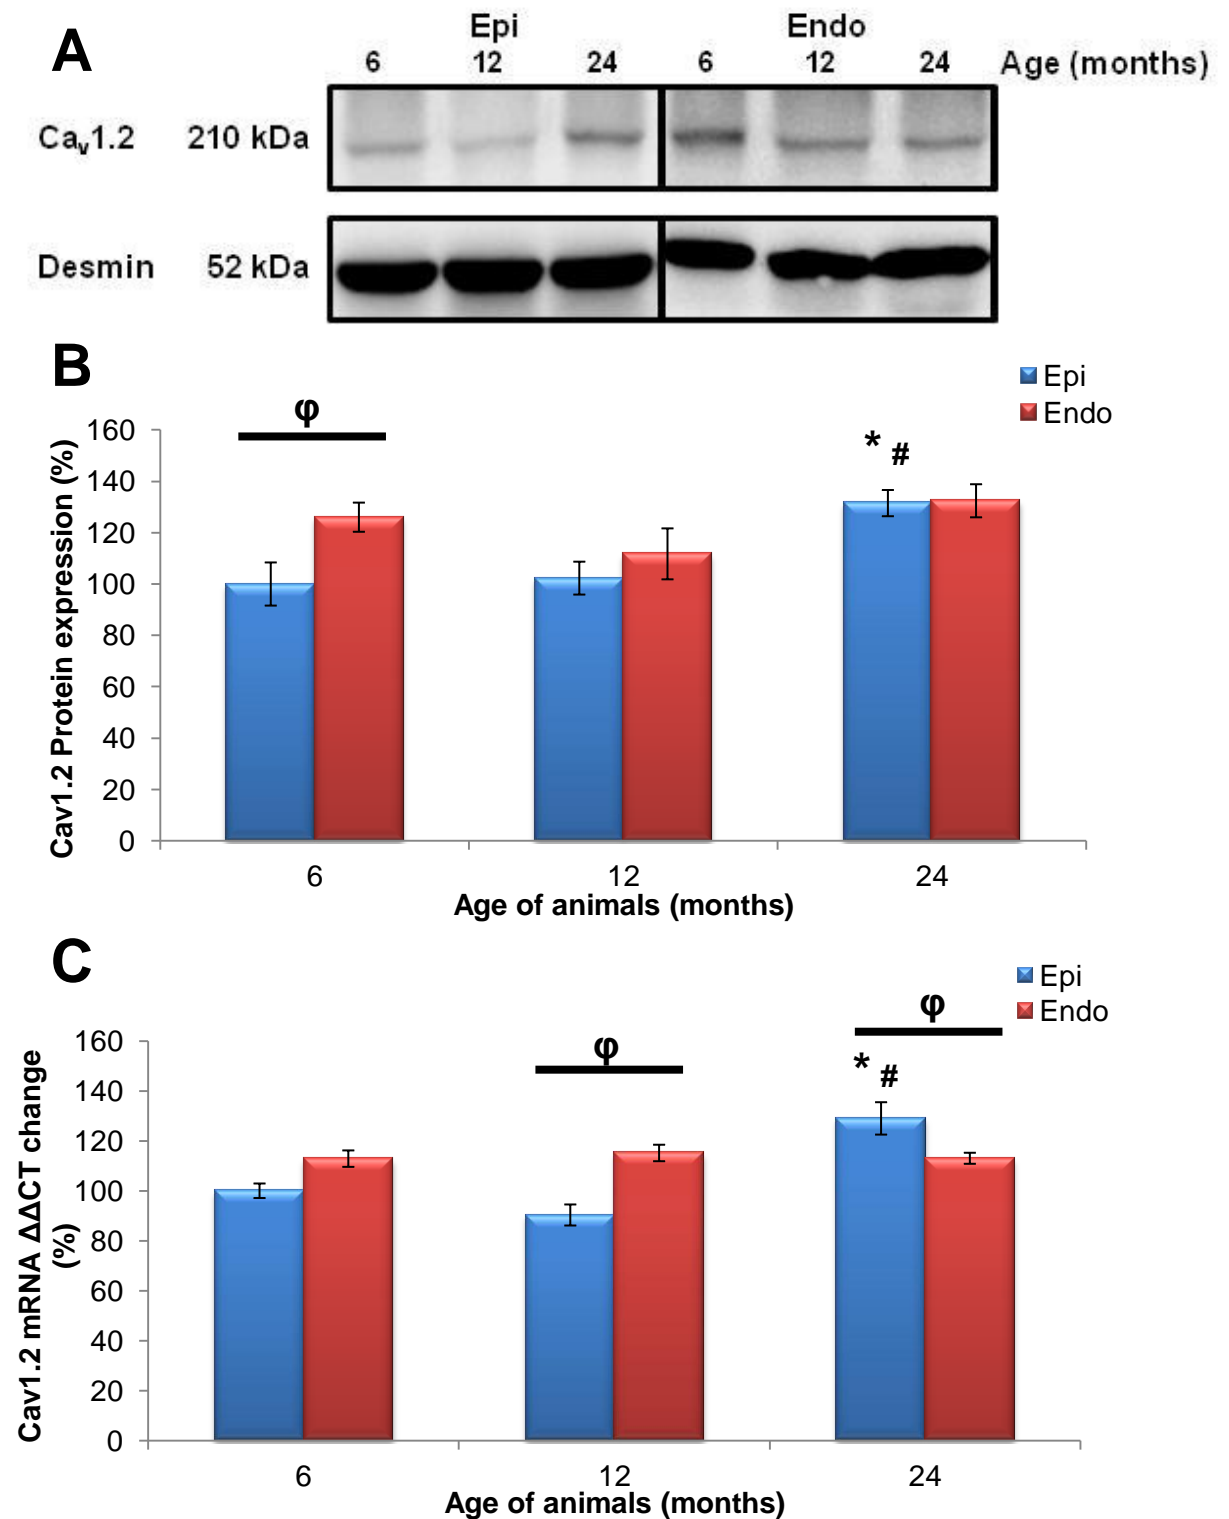 A
Epi
Endo
6 12 24 6 12 24 Age (months)
Cav1.2 210 kDa
Desmin 52 kDa
B
Epi
Endo
φ
* #
Cav1.2 Protein expression (%)
160
140
120
100
80
60
40
20
0
6 12 24
Age of animals (months)
C
Epi
Endo
φ
φ
* #
Cav1.2 mRNA ΔΔCT change
(%)
160
140
120
100
80
60
40
20
0
6 12 24
Age of animals (months)